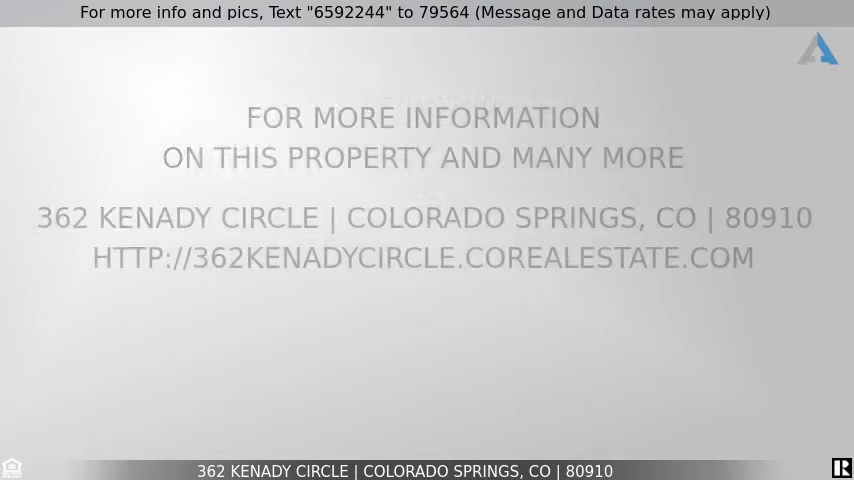 For more info and pics, Text "6592244" to 79564 (Message and Data rates may apply)
FOR MORE INFORMATION
ON THIS PROPERTY AND MANY MORE
362 KENADY CIRCLE | COLORADO SPRINGS, CO | 80910
HTTP://362KENADYCIRCLE.COREALESTATE.COM
362 KENADY CIRCLE | COLORADO SPRINGS, CO | 80910